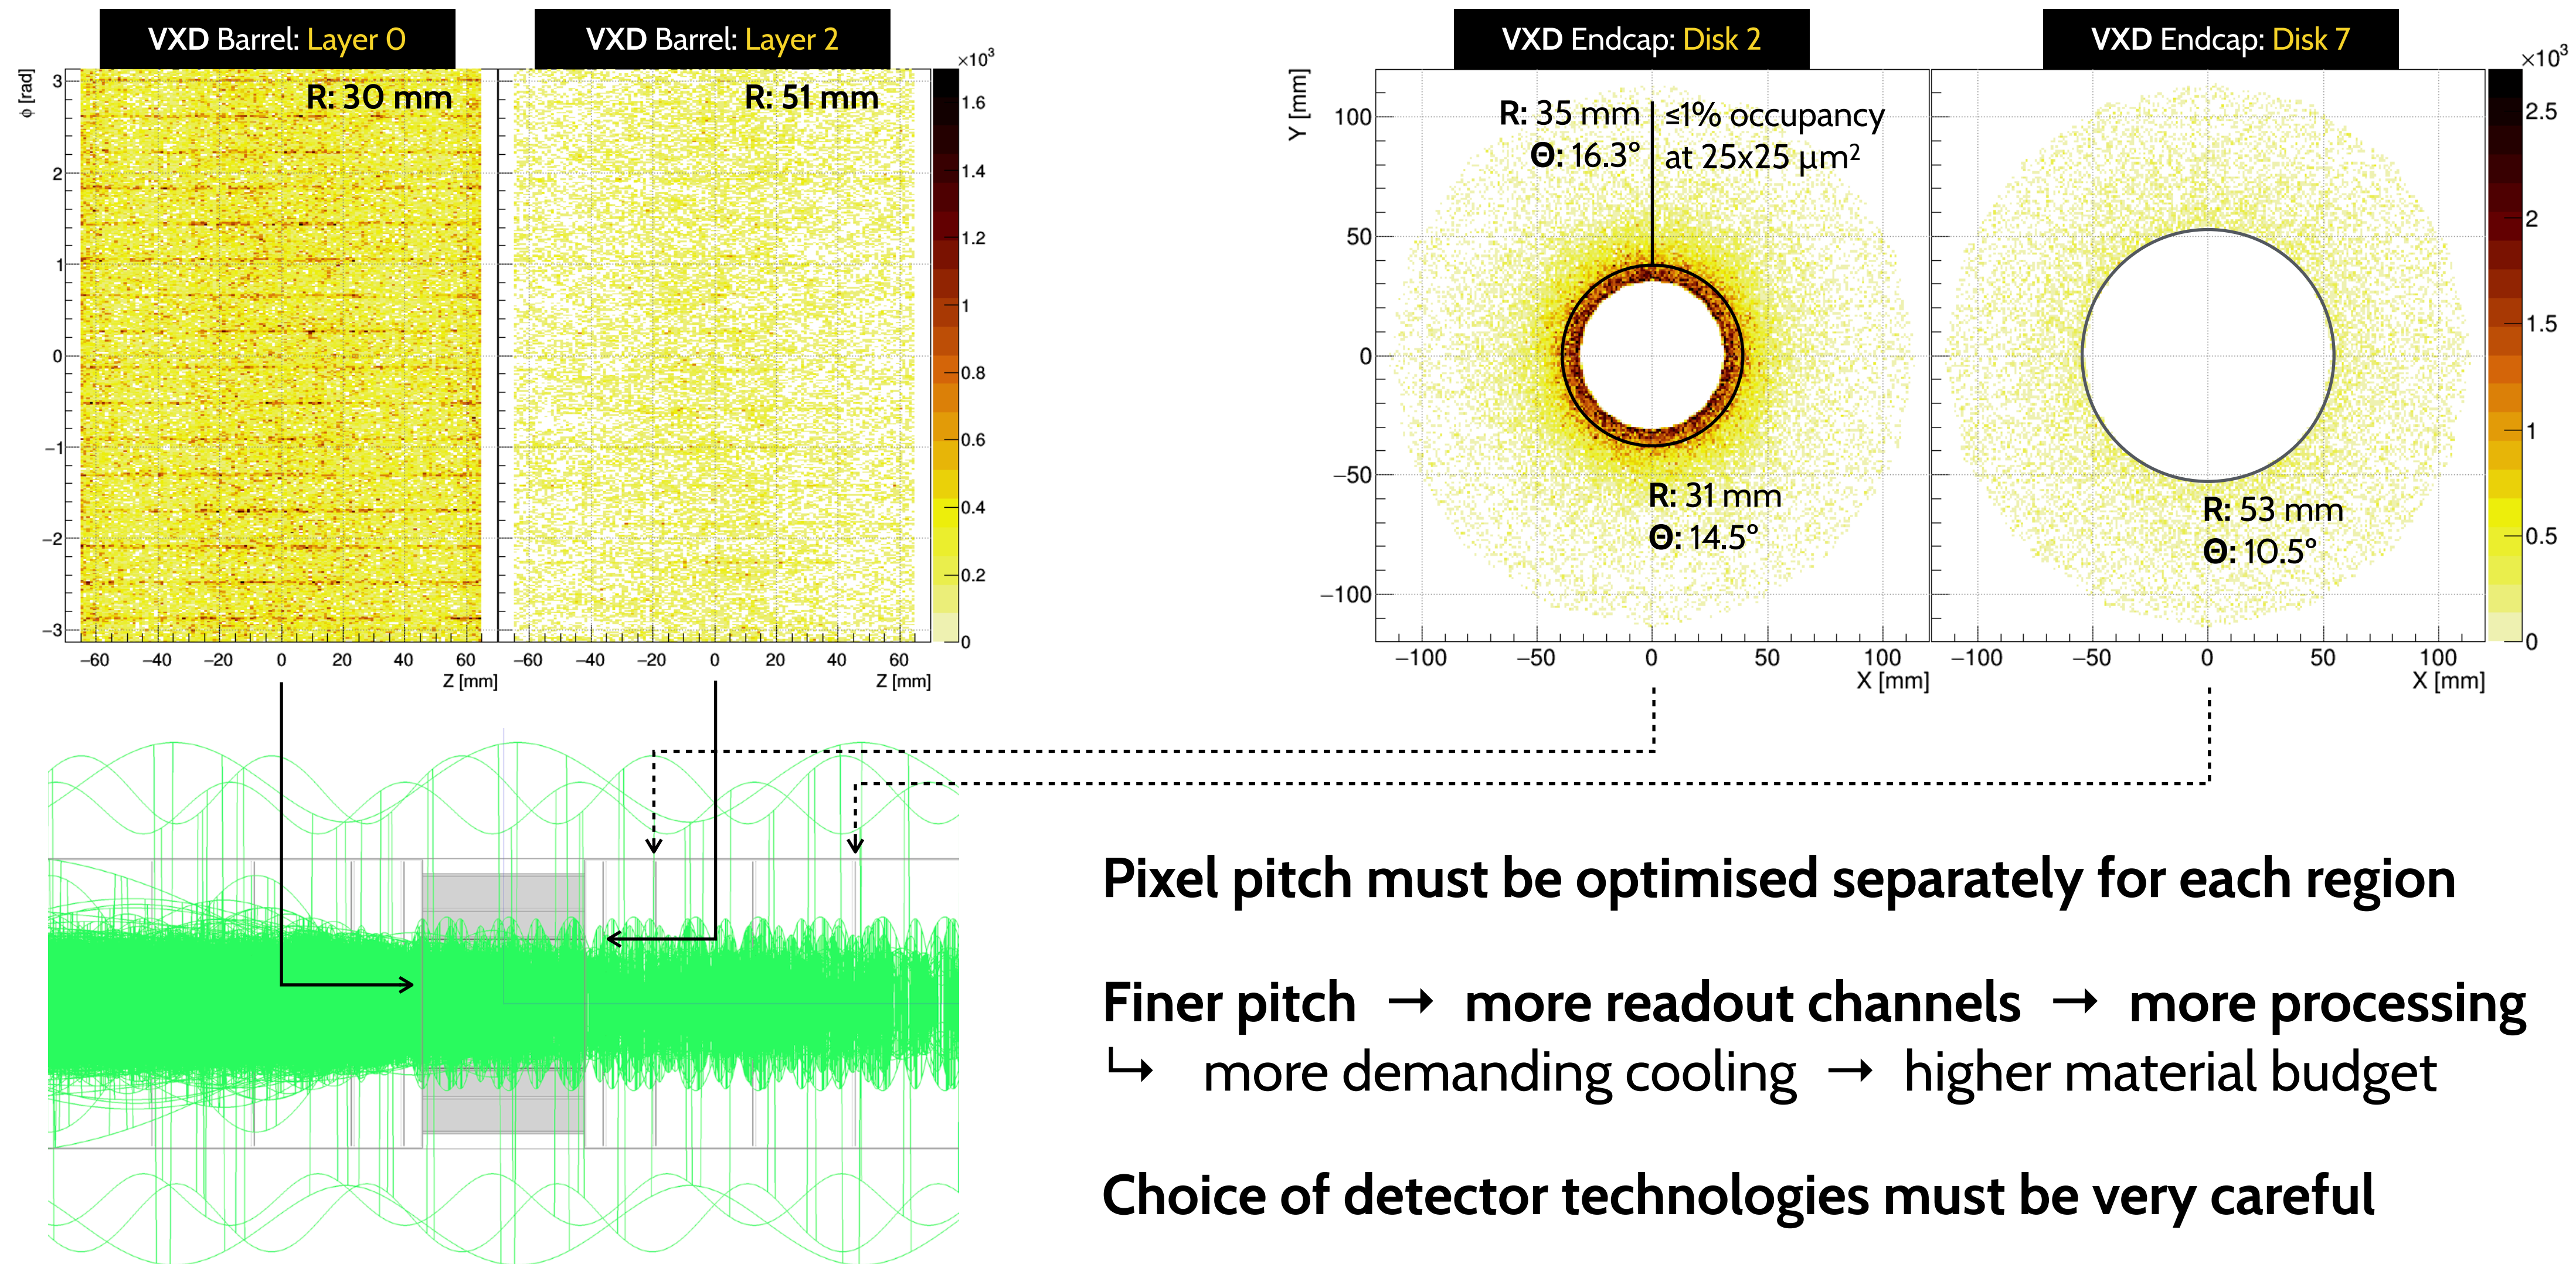 VXD Barrel: Layer 0
VXD Barrel: Layer 2
VXD Endcap: Disk 2
VXD Endcap: Disk 7
ϕ [rad]
3
2
1
0
−1
−2
−3
R: 30 mm
−60 −40 −20 0 20 40 60
Z [mm]
R: 51 mm
−60 −40 −20 0 20 40 60
Z [mm]
×10³
1.6
1.4
1.2
1
0.8
0.6
0.4
0.2
0
Y [mm]
100
50
0
−50
−100
R: 35 mm
Θ: 16.3°
≤1% occupancy
at 25x25 µm²
R: 31 mm
Θ: 14.5°
−100 −50 0 50 100
X [mm]
R: 53 mm
Θ: 10.5°
−100 −50 0 50 100
X [mm]
×10³
2.5
2
1.5
1
0.5
0
Pixel pitch must be optimised separately for each region
Finer pitch → more readout channels → more processing
↳ more demanding cooling → higher material budget
Choice of detector technologies must be very careful